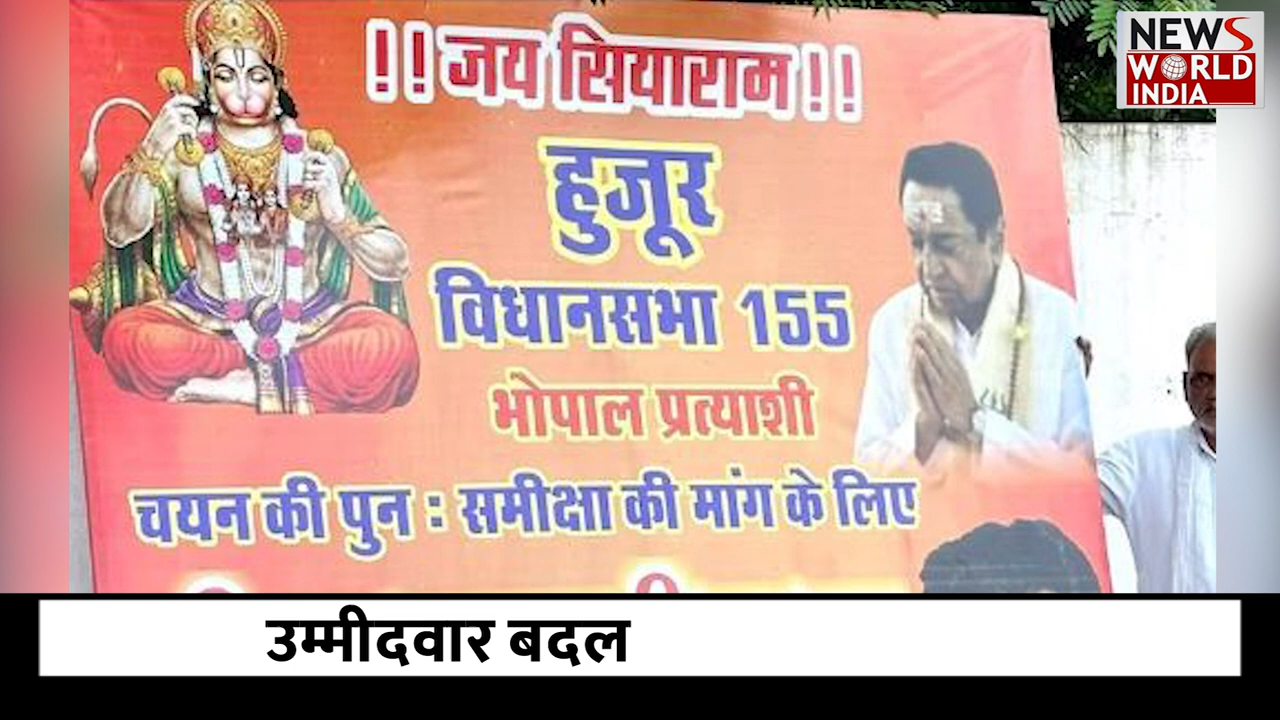 NEWS
WORLD
INDIA
!! जय सियाराम !!
हुजूर
विधानसभा 155
भोपाल प्रत्याशी
चयन की पुन : समीक्षा की मांग के लिए
उम्मीदवार बदल